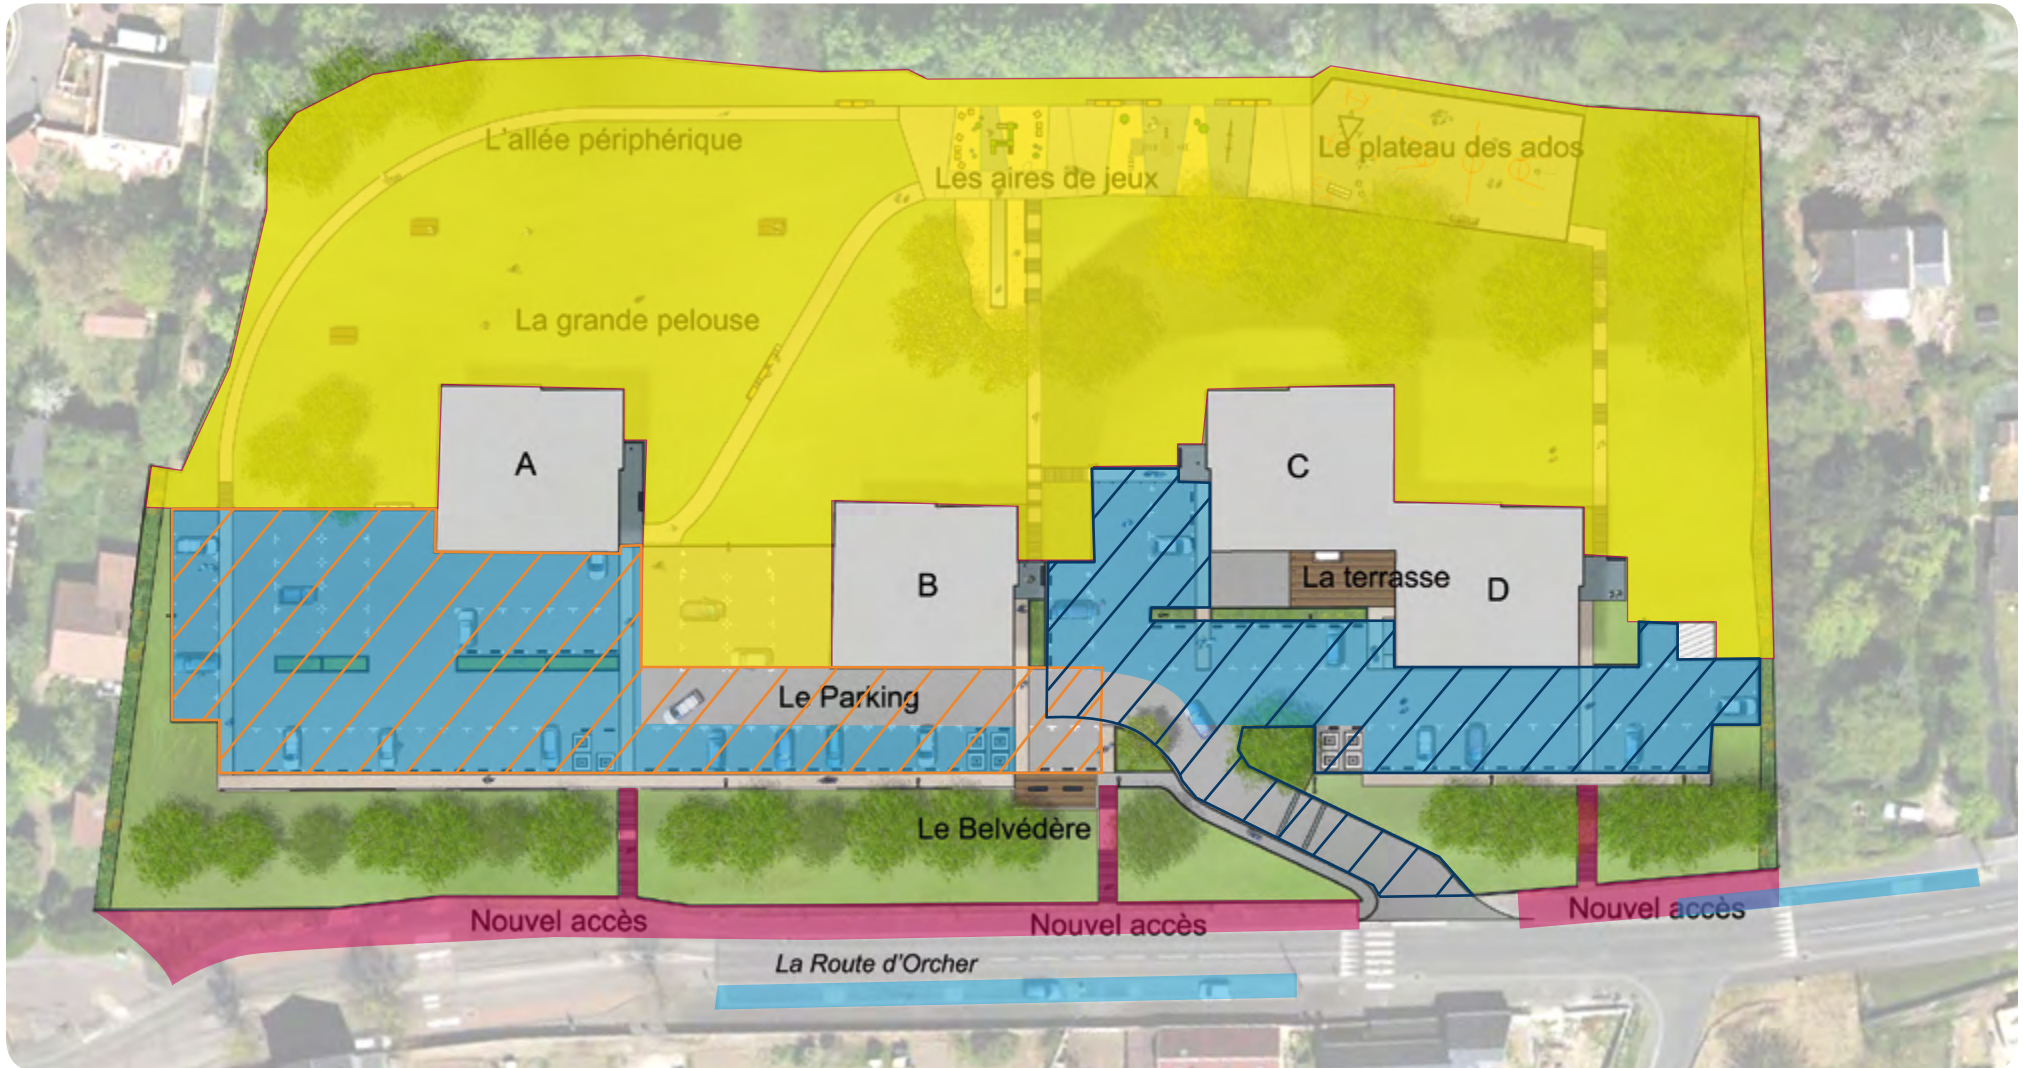 L'allée périphérique
Le plateau des ados
Les aires de jeux
La grande pelouse
A
C
B
La terrasse
D
Le Parking
Le Belvédère
Nouvel accès
Nouvel accès
Nouvel accès
La Route d'Orcher